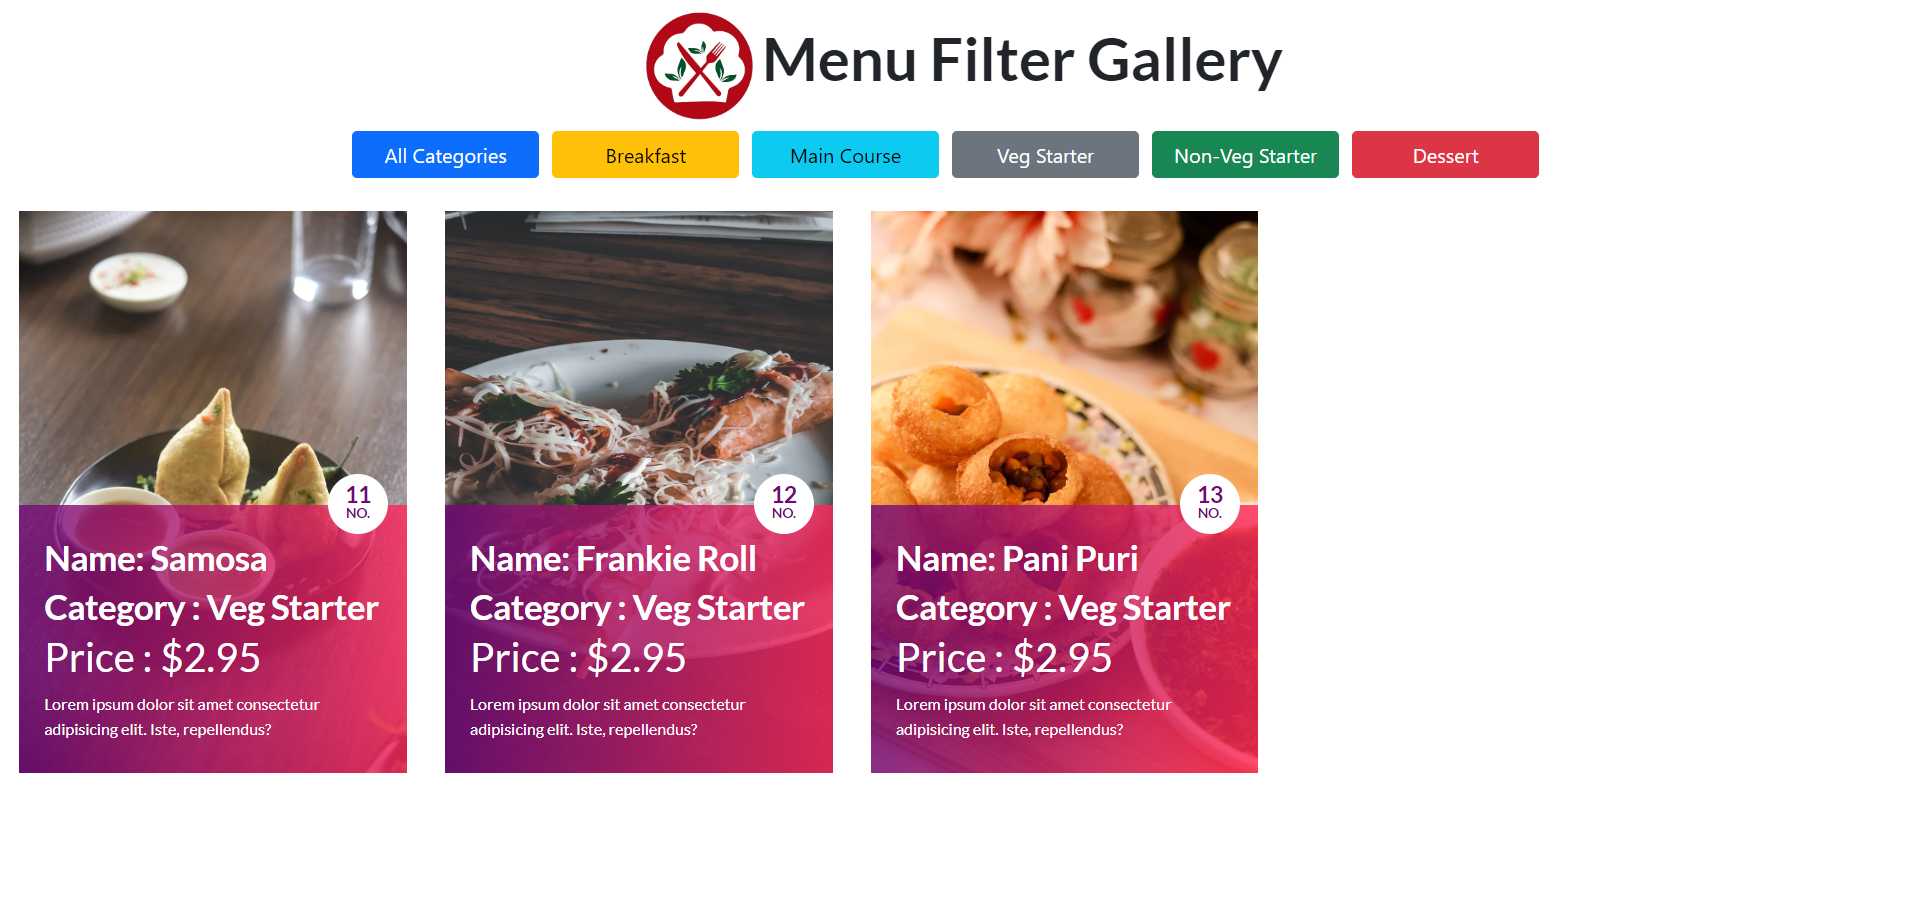 Menu Filter Gallery
All Categories
Breakfast
Main Course
Veg Starter
Non-Veg Starter
Dessert
11
NO.
Name: Samosa
Category : Veg Starter
Price : $2.95
Lorem ipsum dolor sit amet consectetur
adipisicing elit. Iste, repellendus?
12
NO.
Name: Frankie Roll
Category : Veg Starter
Price : $2.95
Lorem ipsum dolor sit amet consectetur
adipisicing elit. Iste, repellendus?
13
NO.
Name: Pani Puri
Category : Veg Starter
Price : $2.95
Lorem ipsum dolor sit amet consectetur
adipisicing elit. Iste, repellendus?